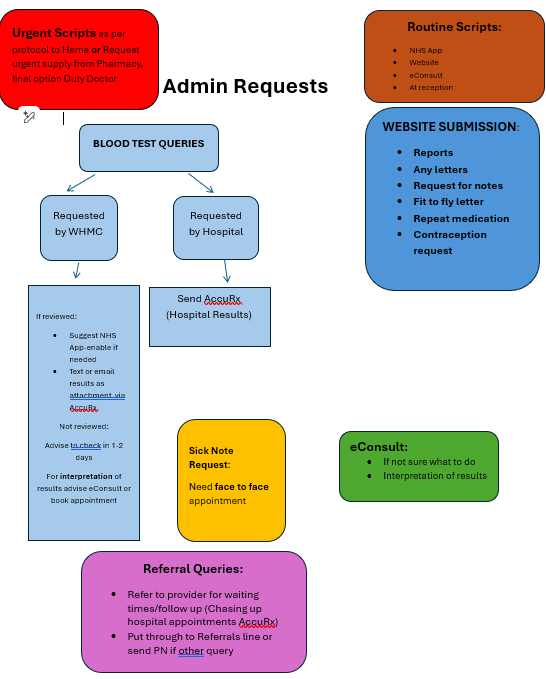 Urgent Scripts as per
protocol to Hema or Request
urgent supply from Pharmacy,
final option Duty Doctor
Admin Requests
Routine Scripts:
• NHS App
• Website
• eConsult
• At reception
WEBSITE SUBMISSION:
• Reports
• Any letters
• Request for notes
• Fit to fly letter
• Repeat medication
• Contraception
request
BLOOD TEST QUERIES
Requested
by WHMC
Requested
by Hospital
If reviewed:
• Suggest NHS
App-enable if
needed
• Text or email
results as
attachment via
AccuRx
Not reviewed:
Advise to check in 1-2
days
For interpretation of
results advise eConsult or
book appointment
Send AccuRx
(Hospital Results)
Sick Note
Request:
Need face to face
appointment
eConsult:
• If not sure what to do
• Interpretation of results
Referral Queries:
• Refer to provider for waiting
times/follow up (Chasing up
hospital appointments AccuRx)
• Put through to Referrals line or
send PN if other query